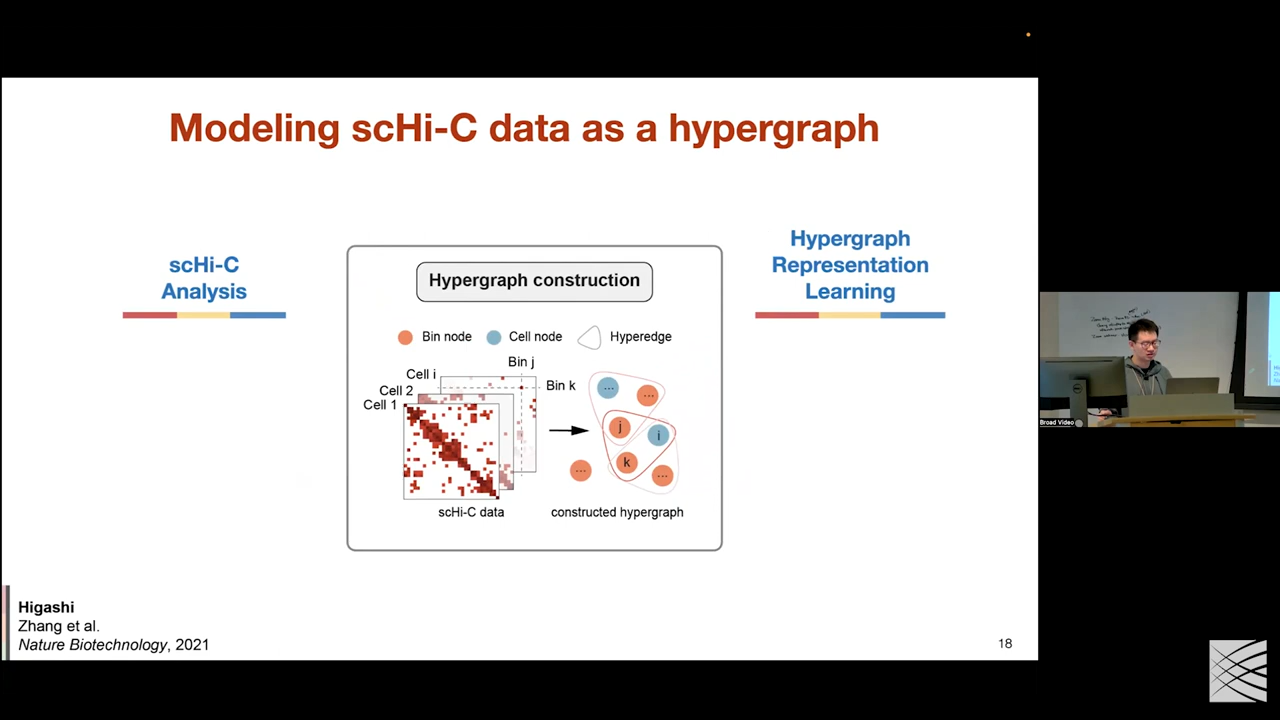 Modeling scHi-C data as a hypergraph
scHi-C
Analysis
Hypergraph construction
Bin node
Cell node
Hyperedge
Bin j
Cell i
Bin k
Cell 2
Cell 1
...
...
j
i
k
...
...
scHi-C data
constructed hypergraph
Hypergraph
Representation
Learning
Higashi
Zhang et al.
Nature Biotechnology, 2021
18
Broad Video